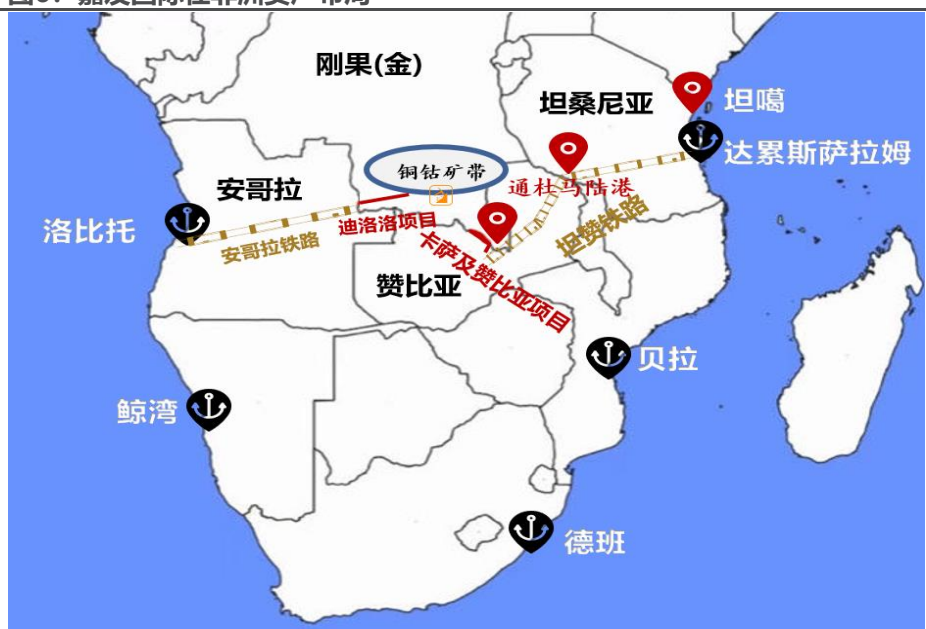 刚果(金)
坦桑尼亚
坦噶
达累斯萨拉姆
铜钴矿带
通杜马陆港
安哥拉
洛比托
安哥拉铁路
迪洛洛项目
坦赞铁路
卡萨及赞比亚项目
赞比亚
贝拉
鲸湾
德班